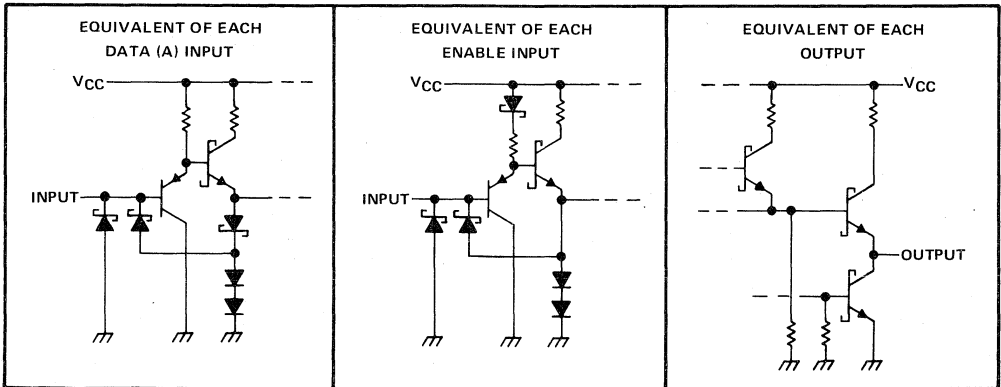 EQUIVALENT OF EACH
DATA (A) INPUT
VCC
INPUT
EQUIVALENT OF EACH
ENABLE INPUT
VCC
INPUT
EQUIVALENT OF EACH
OUTPUT
VCC
OUTPUT